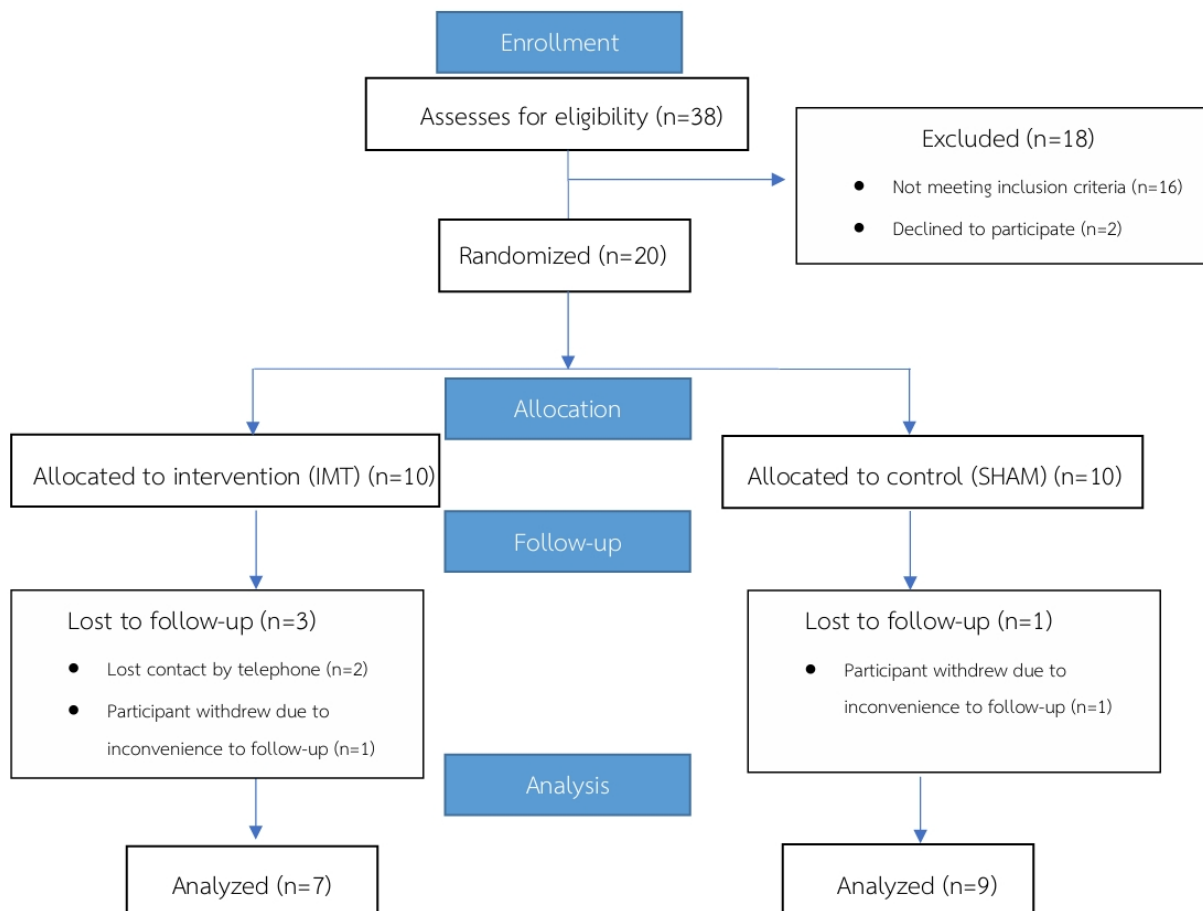 Enrollment
Assesses for eligibility (n=38)
Excluded (n=18)
● Not meeting inclusion criteria (n=16)
● Declined to participate (n=2)
Randomized (n=20)
Allocation
Allocated to intervention (IMT) (n=10)
Allocated to control (SHAM) (n=10)
Follow-up
Lost to follow-up (n=3)
● Lost contact by telephone (n=2)
● Participant withdrew due to
inconvenience to follow-up (n=1)
Lost to follow-up (n=1)
● Participant withdrew due to
inconvenience to follow-up (n=1)
Analysis
Analyzed (n=7)
Analyzed (n=9)